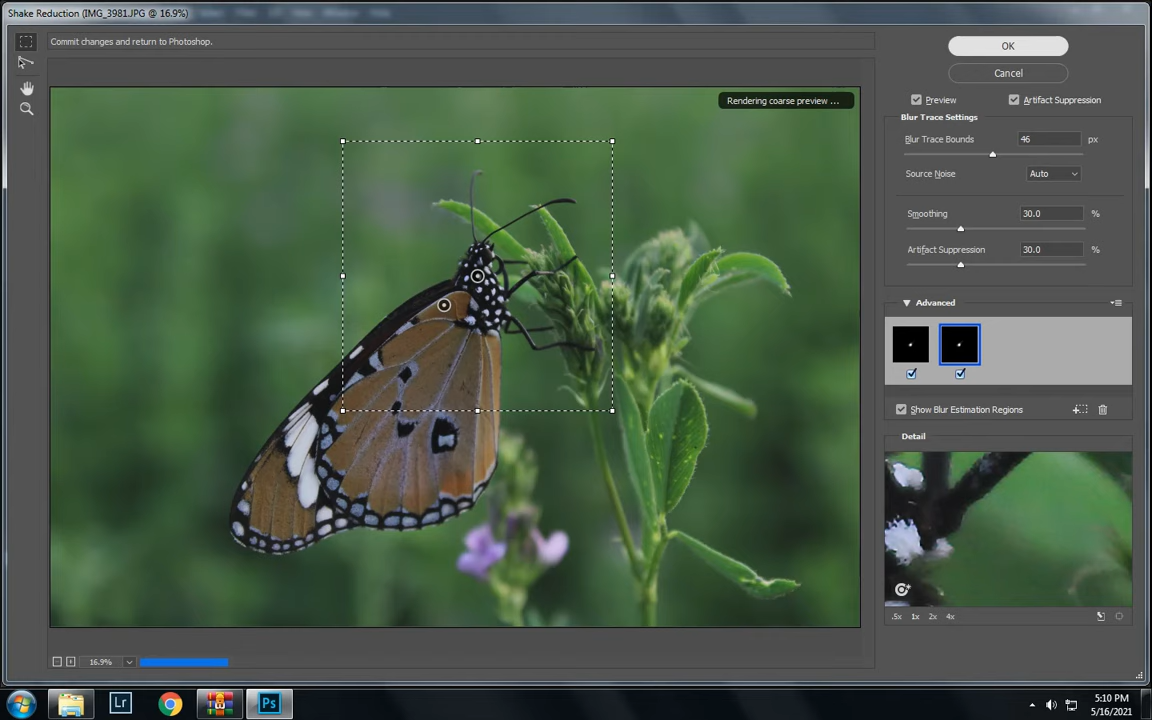 Shake Reduction (IMG_3981.JPG @ 16.9%)
Commit changes and return to Photoshop.
OK
Cancel
Rendering coarse preview ...
Preview
Artifact Suppression
Blur Trace Settings
Blur Trace Bounds
46
px
Source Noise
Auto
Smoothing
30.0
%
Artifact Suppression
30.0
%
Advanced
Show Blur Estimation Regions
Detail
.5x 1x 2x 4x
16.9%
Lr
Ps
5:10 PM
5/16/2021